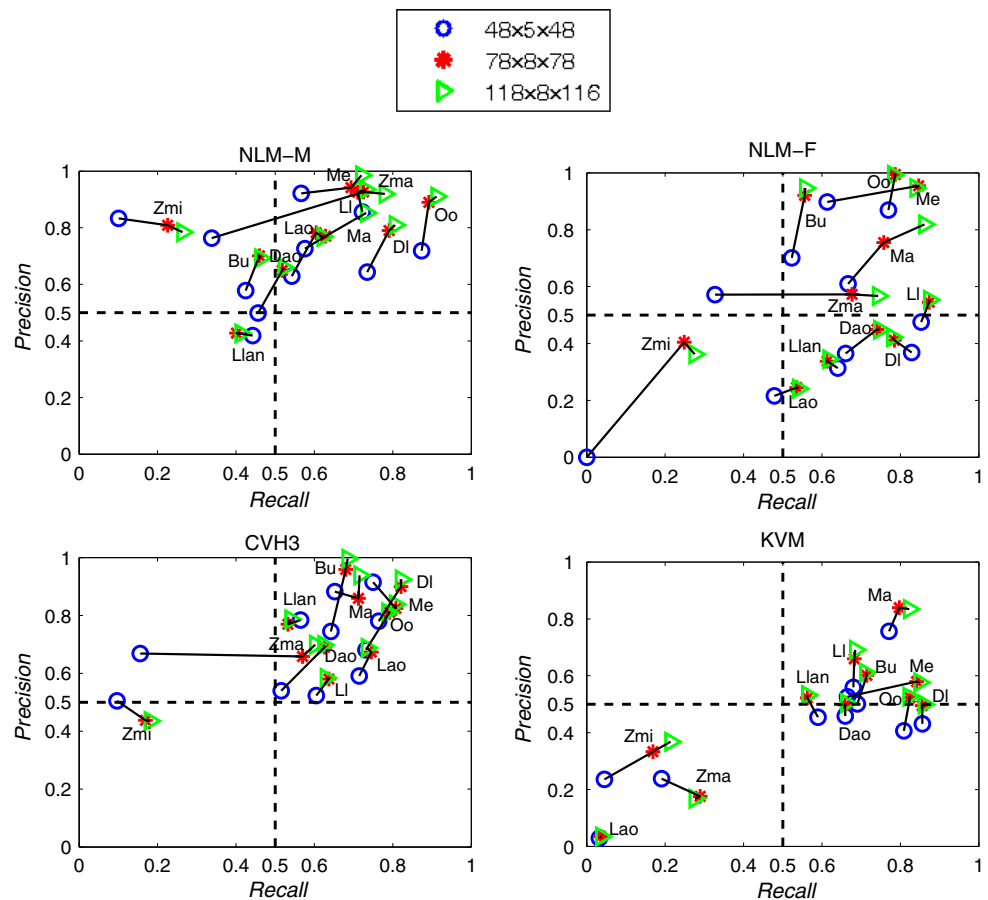 48×5×48
78×8×78
118×8×116
NLM−M
1
0.8
0.6
0.5
0.4
0.2
0
Precision
0 0.2 0.4 0.5 0.6 0.8 1
Recall
Zmi
Me
Zma
Ll
Oo
Lao
Ma
Dl
Bu
Dao
Llan
NLM−F
1
0.8
0.6
0.5
0.4
0.2
0
Precision
0 0.2 0.4 0.5 0.6 0.8 1
Recall
Oo
Me
Bu
Ma
Zma
Ll
Dao
Zmi
Llan
Dl
Lao
CVH3
1
0.8
0.6
0.5
0.4
0.2
0
Precision
0 0.2 0.4 0.5 0.6 0.8 1
Recall
Bu
Dl
Llan
Ma
Me
Oo
Zma
Dao
Lao
Ll
Zmi
KVM
1
0.8
0.6
0.5
0.4
0.2
0
Precision
0 0.2 0.4 0.5 0.6 0.8 1
Recall
Ma
Ll
Bu
Me
Llan
Oo
Dl
Dao
Zmi
Zma
Lao